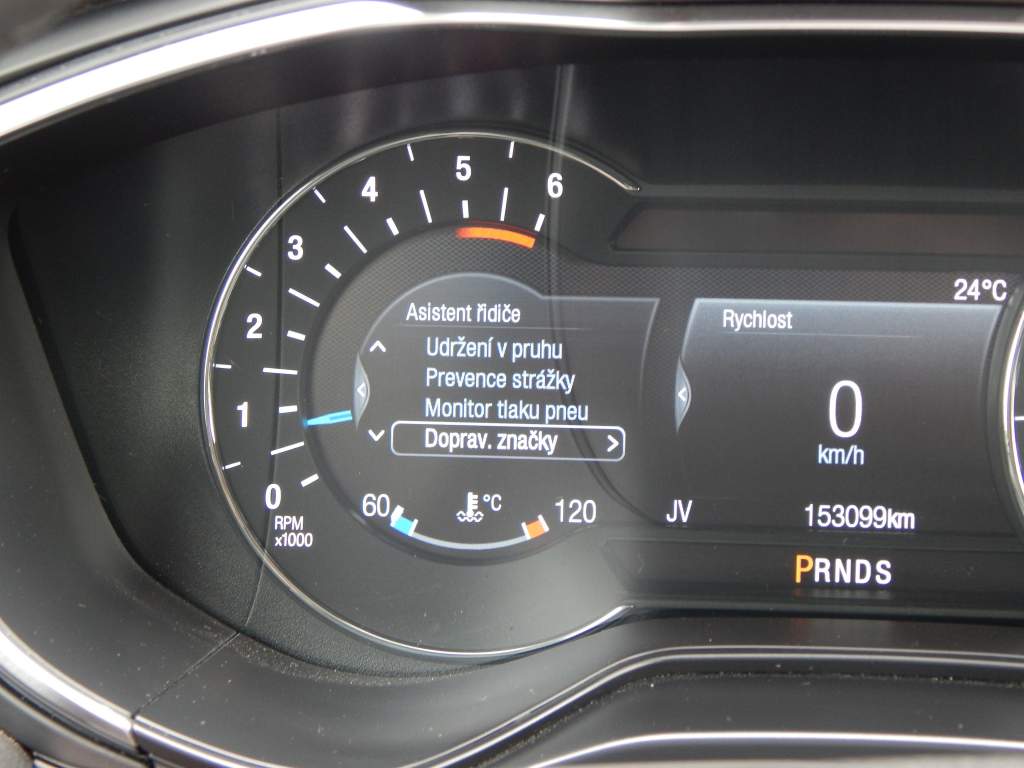 6
5
4
3
2
1
0
RPM
x1000
24°C
Asistent řidiče
Udržení v pruhu
Prevence strážky
Monitor tlaku pneu
Doprav. značky
60
°C
120
Rychlost
0
km/h
JV
153099km
PRNDS